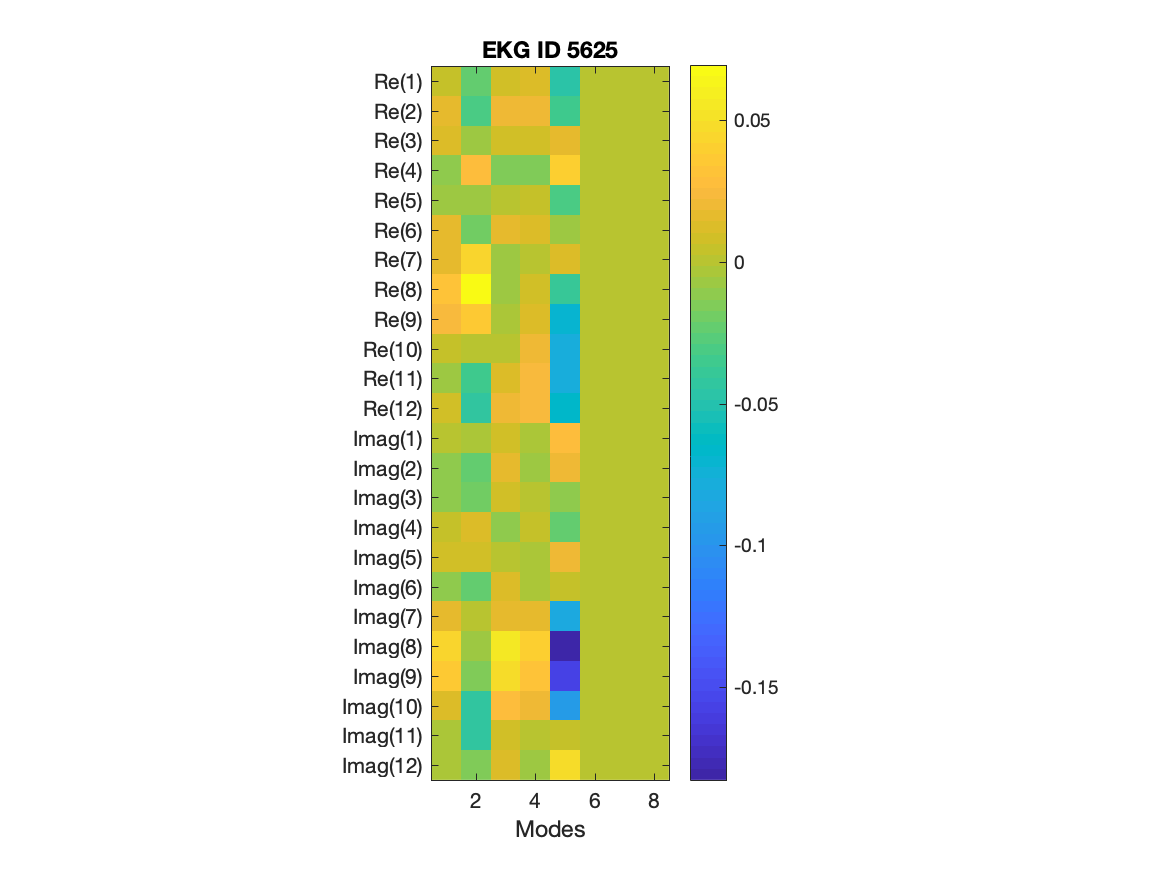 EKG ID 5625
Re(1)
Re(2)
Re(3)
Re(4)
Re(5)
Re(6)
Re(7)
Re(8)
Re(9)
Re(10)
Re(11)
Re(12)
Imag(1)
Imag(2)
Imag(3)
Imag(4)
Imag(5)
Imag(6)
Imag(7)
Imag(8)
Imag(9)
Imag(10)
Imag(11)
Imag(12)
2 4 6 8
Modes
0.05
0
-0.05
-0.1
-0.15